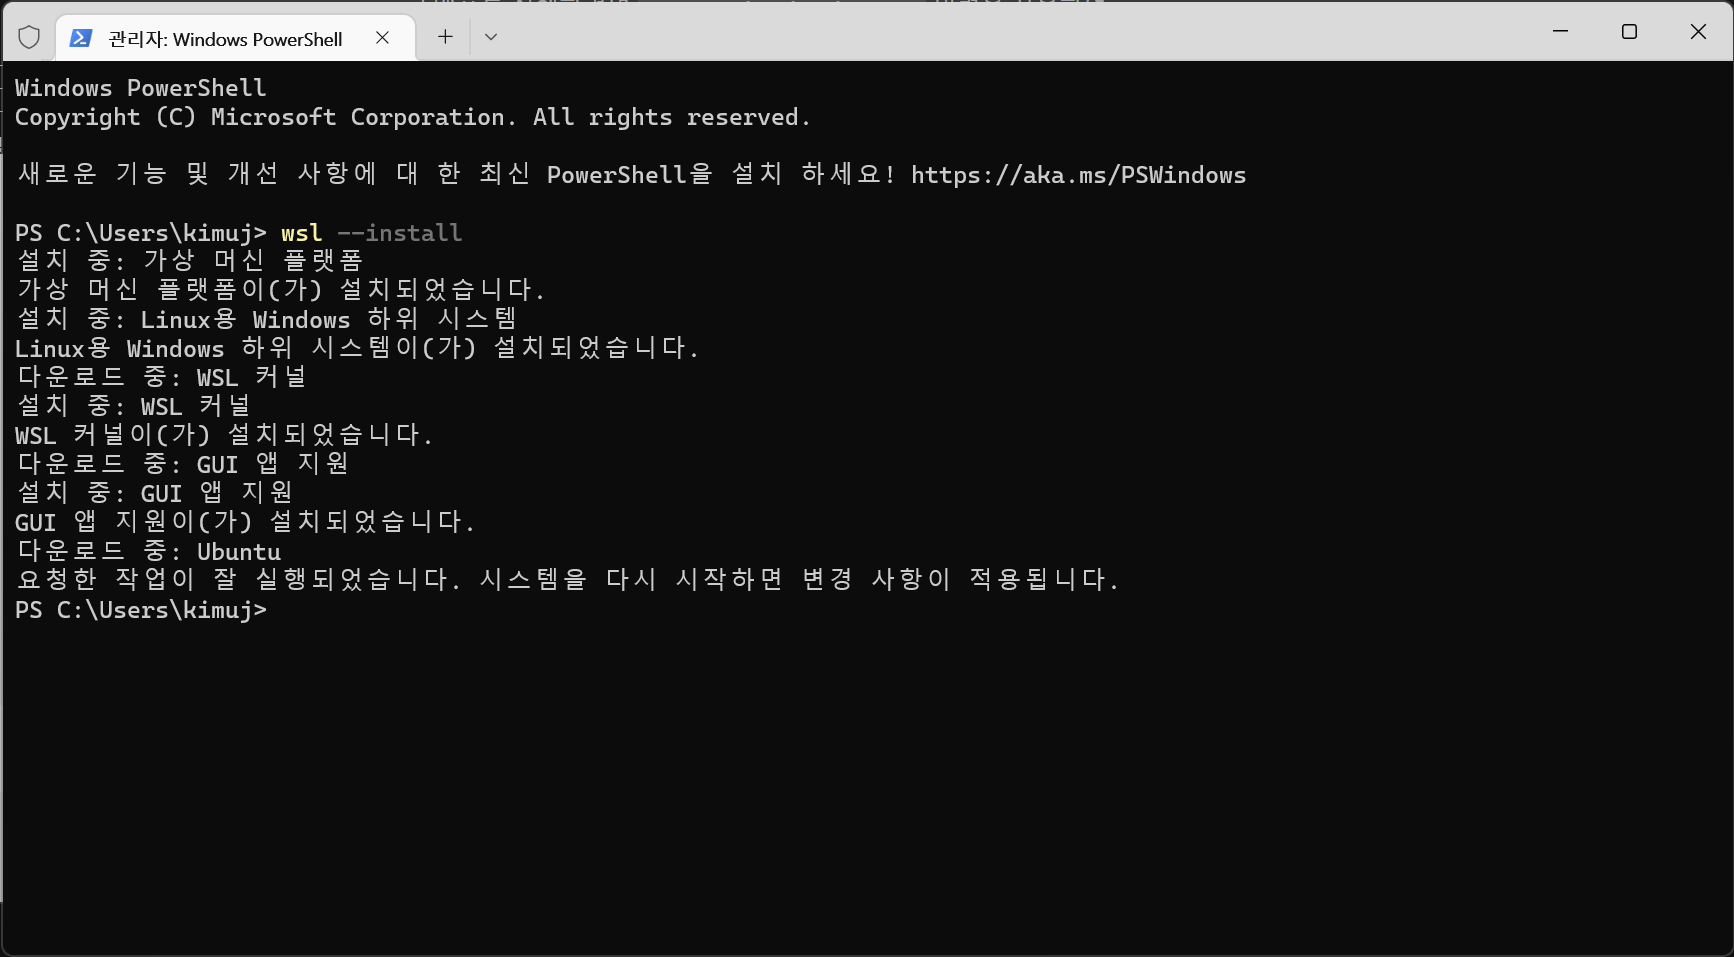 관리자: Windows PowerShell
Windows PowerShell
Copyright (C) Microsoft Corporation. All rights reserved.
새로운 기능 및 개선 사항에 대 한 최신 PowerShell을 설치 하세요! https://aka.ms/PSWindows
PS C:\Users\kimuj> wsl --install
설치 중: 가상 머신 플랫폼
가상 머신 플랫폼이(가) 설치되었습니다.
설치 중: Linux용 Windows 하위 시스템
Linux용 Windows 하위 시스템이(가) 설치되었습니다.
다운로드 중: WSL 커널
설치 중: WSL 커널
WSL 커널이(가) 설치되었습니다.
다운로드 중: GUI 앱 지원
설치 중: GUI 앱 지원
GUI 앱 지원이(가) 설치되었습니다.
다운로드 중: Ubuntu
요청한 작업이 잘 실행되었습니다. 시스템을 다시 시작하면 변경 사항이 적용됩니다.
PS C:\Users\kimuj>